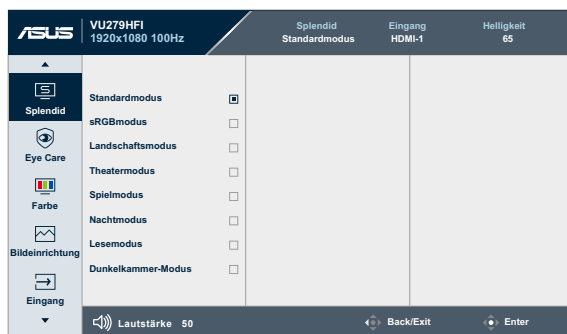 ASUS
VU279HFI
1920x1080 100Hz
Splendid
Standardmodus
Eingang
HDMI-1
Helligkeit
65
Splendid
Eye Care
Farbe
Bildeinrichtung
Eingang
Standardmodus
sRGBmodus
Landschaftsmodus
Theatermodus
Spielmodus
Nachtmodus
Lesemodus
Dunkelkammer-Modus
Lautstärke 50
Back/Exit
Enter